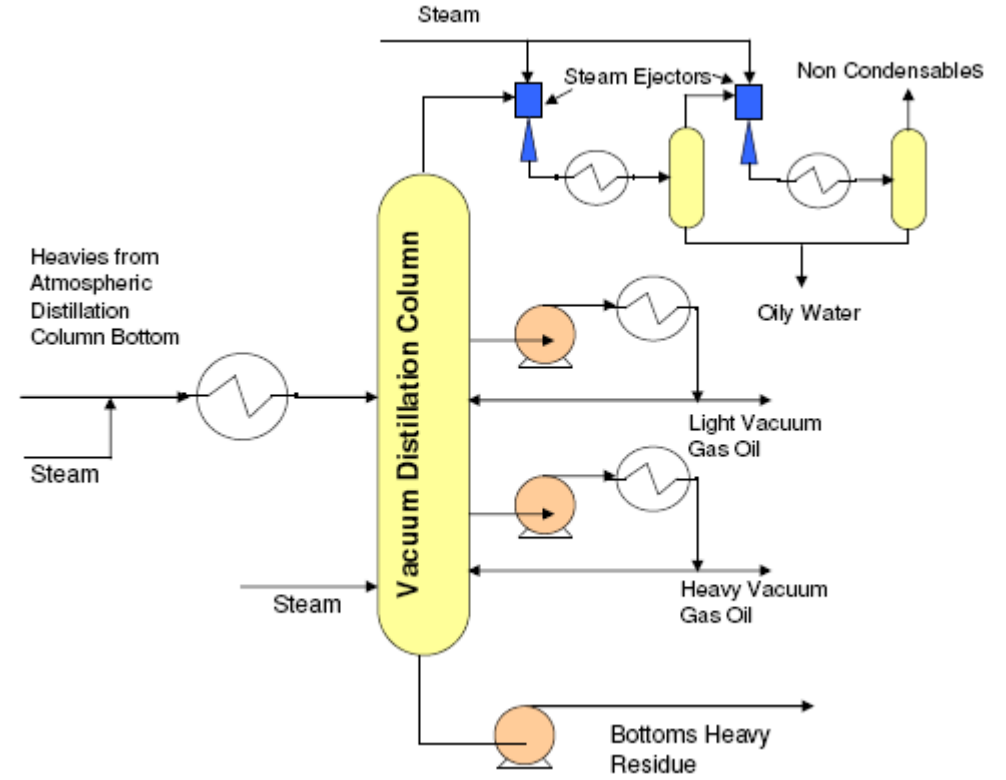 Steam
Steam Ejectors
Non Condensables
Heavies from
Atmospheric
Distillation
Column Bottom
Vacuum Distillation Column
Oily Water
Light Vacuum
Gas Oil
Steam
Heavy Vacuum
Gas Oil
Steam
Bottoms Heavy
Residue